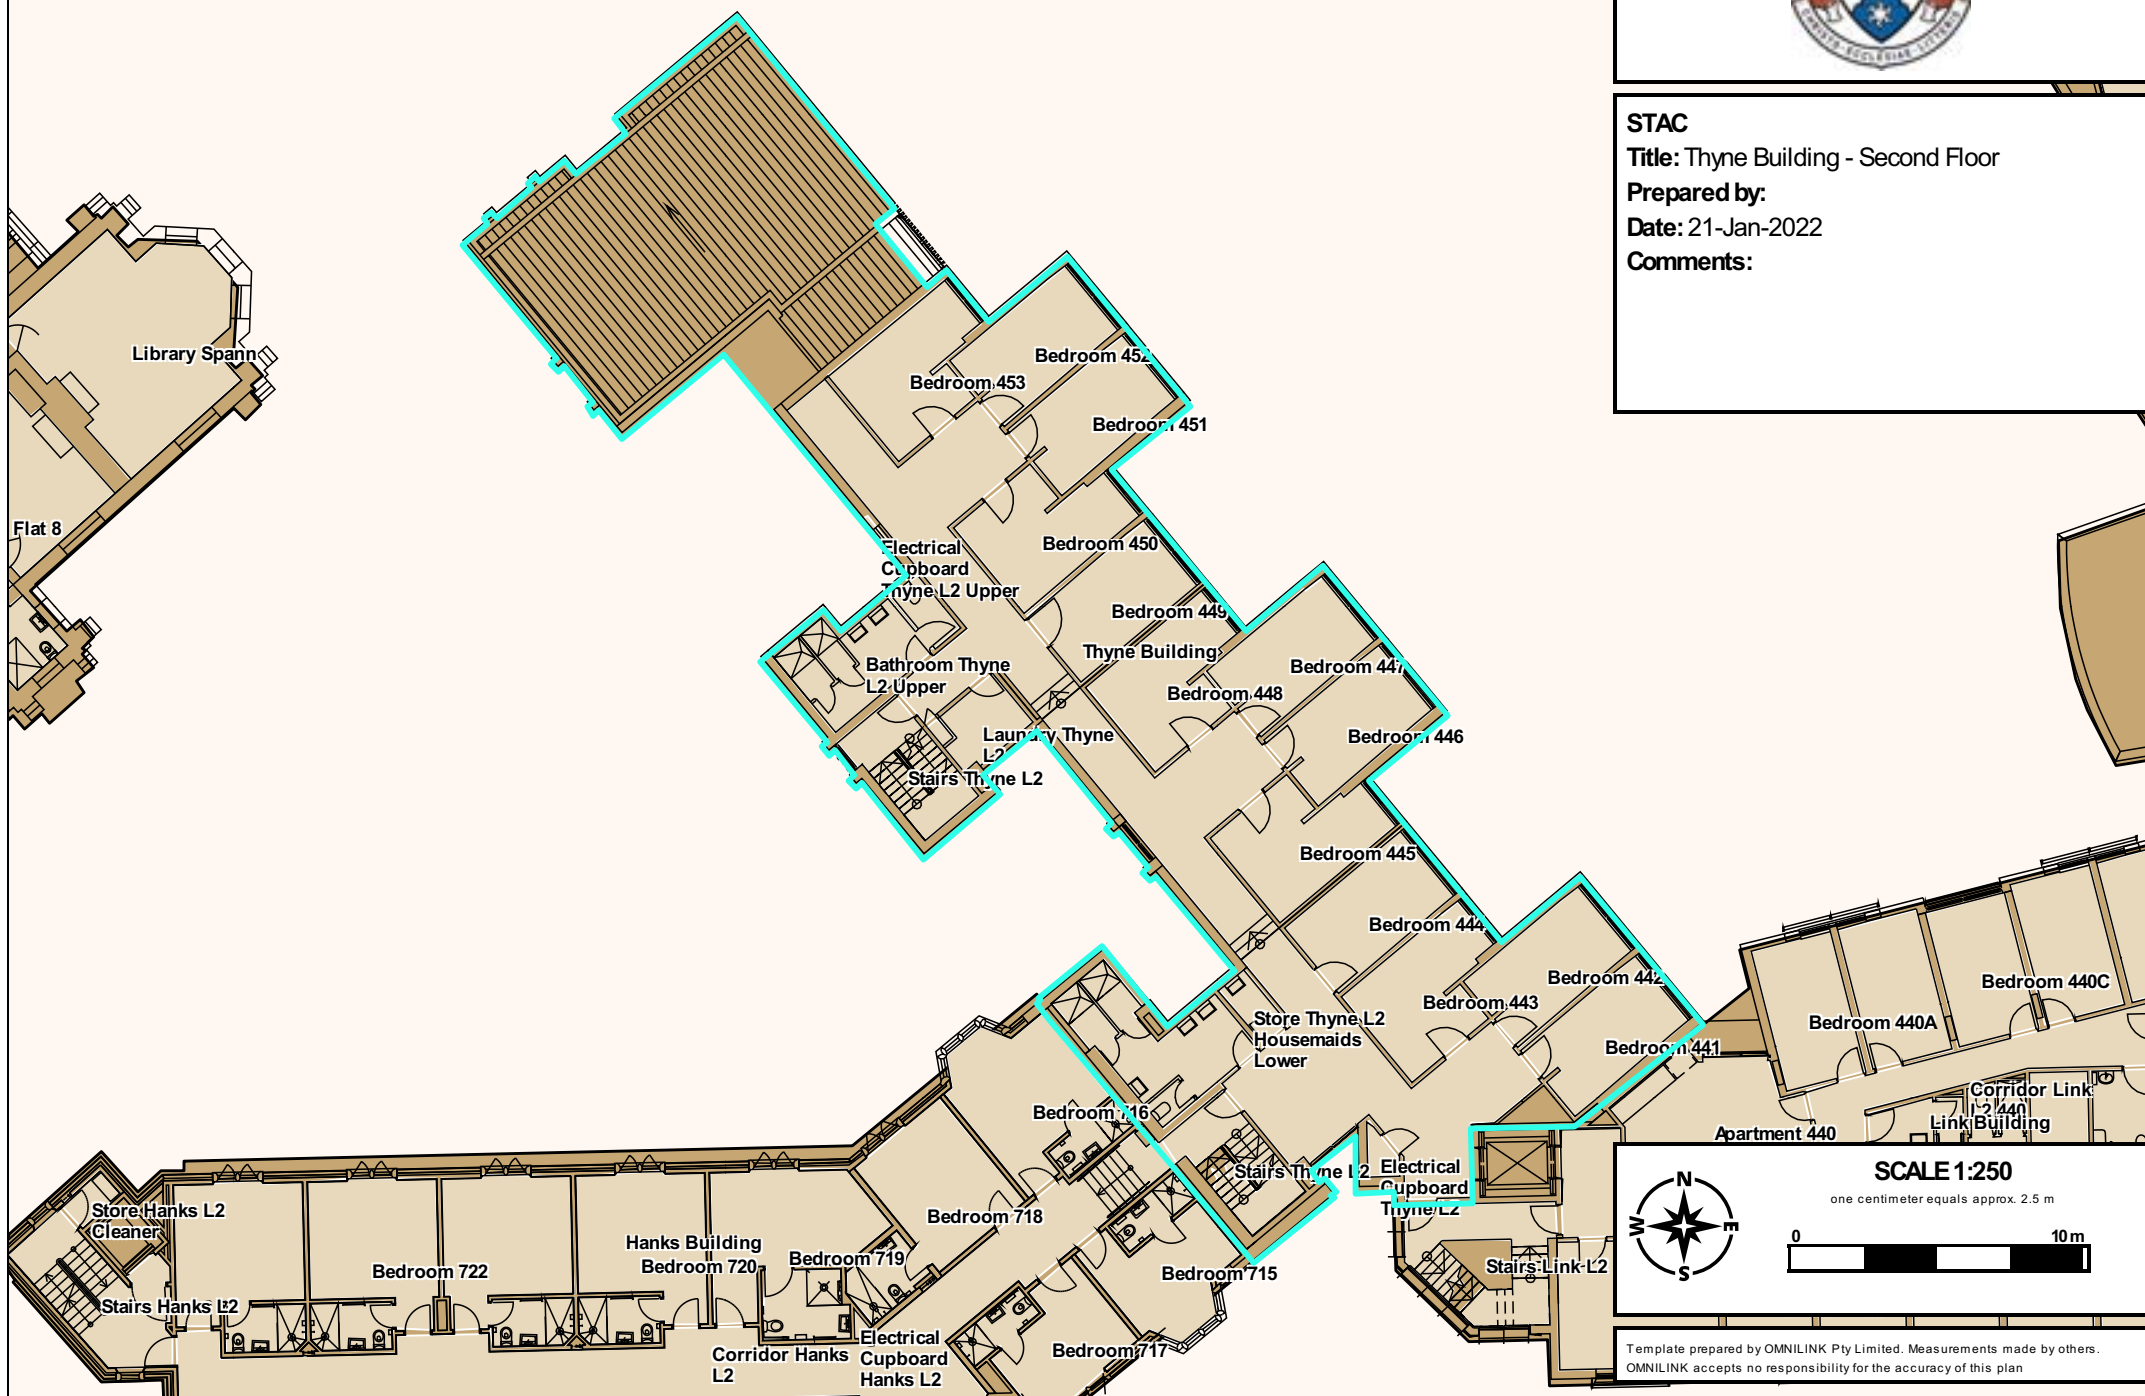 CHRISTO·ECCLESIAE·LITTERIS
STAC
Title: Thyne Building - Second Floor
Prepared by:
Date: 21-Jan-2022
Comments:
Library Spann
Flat 8
Bedroom 452
Bedroom 453
Bedroom 451
Electrical
Cupboard
Thyne L2 Upper
Bedroom 450
Bedroom 449
Thyne Building
Bathroom Thyne
L2 Upper
Bedroom 447
Bedroom 448
Laundry Thyne
L2
Bedroom 446
Stairs Thyne L2
Bedroom 445
Bedroom 444
Bedroom 442
Bedroom 443
Bedroom 440C
Bedroom 440A
Store Thyne L2
Housemaids
Lower
Bedroom 441
Corridor Link
L2 440
Link Building
Apartment 440
Bedroom 716
Stairs Thyne L2
Electrical
Cupboard
Thyne L2
Store Hanks L2
Cleaner
Bedroom 718
Hanks Building
Bedroom 719
Bedroom 720
Bedroom 722
Bedroom 715
Stairs Link L2
Stairs Hanks L2
Electrical
Cupboard
Hanks L2
Corridor Hanks
L2
Bedroom 717
N
W
E
S
SCALE 1:250
one centimeter equals approx. 2.5 m
0
10 m
Template prepared by OMNILINK Pty Limited. Measurements made by others.
OMNILINK accepts no responsibility for the accuracy of this plan